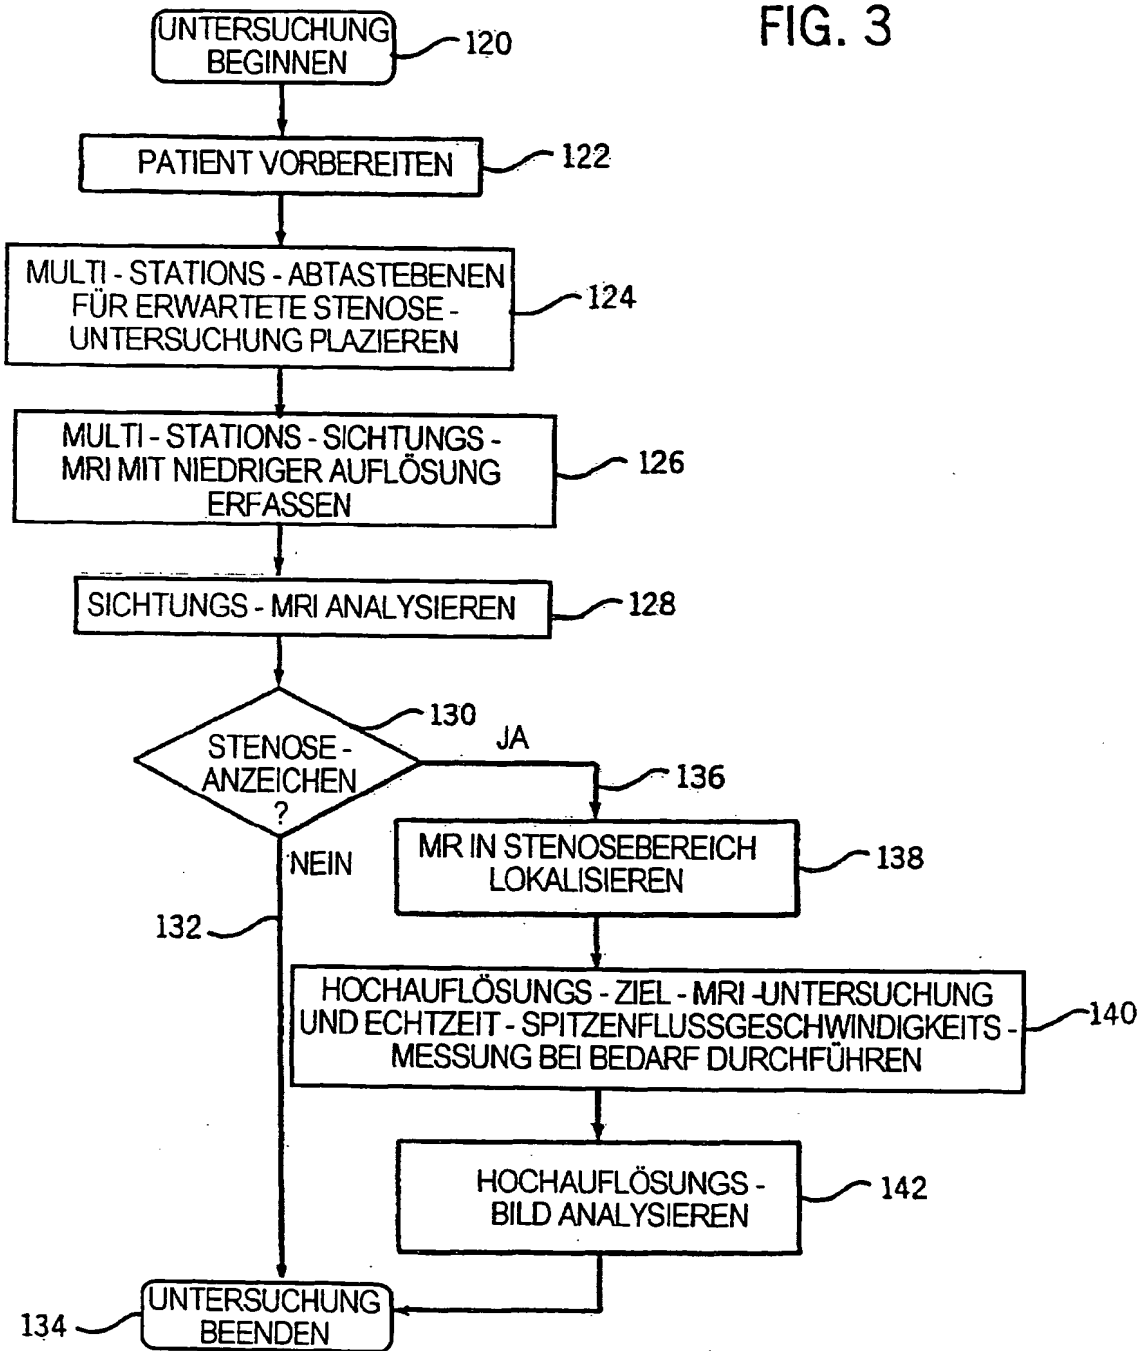 FIG. 3
UNTERSUCHUNG
BEGINNEN
120
PATIENT VORBEREITEN
122
MULTI - STATIONS - ABTASTEBENEN
FÜR ERWARTETE STENOSE -
UNTERSUCHUNG PLAZIEREN
124
MULTI - STATIONS - SICHTUNGS -
MRI MIT NIEDRIGER AUFLÖSUNG
ERFASSEN
126
SICHTUNGS - MRI ANALYSIEREN
128
STENOSE -
ANZEICHEN
?
130
JA
136
NEIN
132
MR IN STENOSEBEREICH
LOKALISIEREN
138
HOCHAUFLÖSUNGS - ZIEL - MRI -UNTERSUCHUNG
UND ECHTZEIT - SPITZENFLUSSGESCHWINDIGKEITS -
MESSUNG BEI BEDARF DURCHFÜHREN
140
HOCHAUFLÖSUNGS -
BILD ANALYSIEREN
142
UNTERSUCHUNG
BEENDEN
134